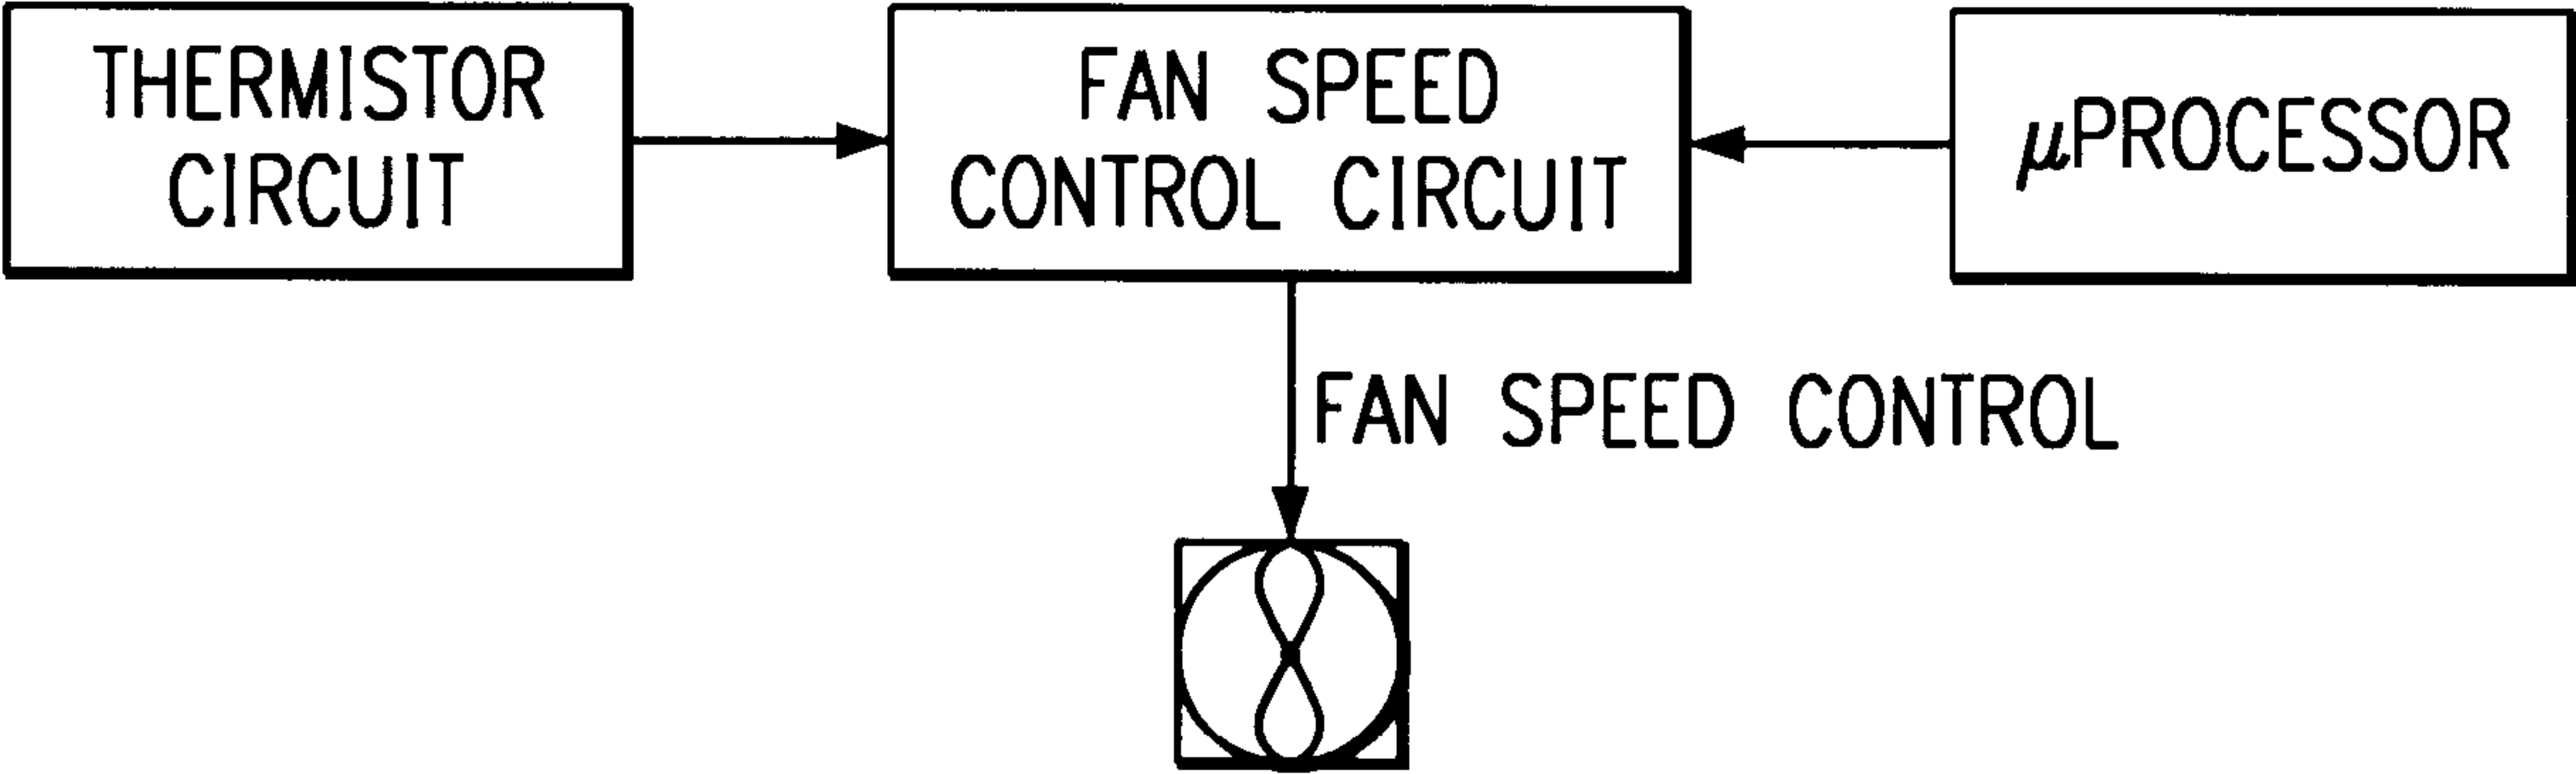 THERMISTOR
CIRCUIT
FAN SPEED
CONTROL CIRCUIT
μPROCESSOR
FAN SPEED CONTROL